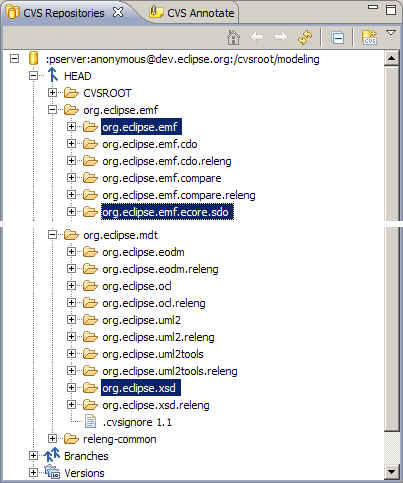 CVS Repositories CVS Annotate
:pserver:anonymous@dev.eclipse.org:/cvsroot/modeling
HEAD
CVSROOT
org.eclipse.emf
org.eclipse.emf
org.eclipse.emf.cdo
org.eclipse.emf.cdo.releng
org.eclipse.emf.compare
org.eclipse.emf.compare.releng
org.eclipse.emf.ecore.sdo
org.eclipse.mdt
org.eclipse.eodm
org.eclipse.eodm.releng
org.eclipse.ocl
org.eclipse.ocl.releng
org.eclipse.uml2
org.eclipse.uml2.releng
org.eclipse.uml2tools
org.eclipse.uml2tools.releng
org.eclipse.xsd
org.eclipse.xsd.releng
.cvsignore 1.1
releng-common
Branches
Versions